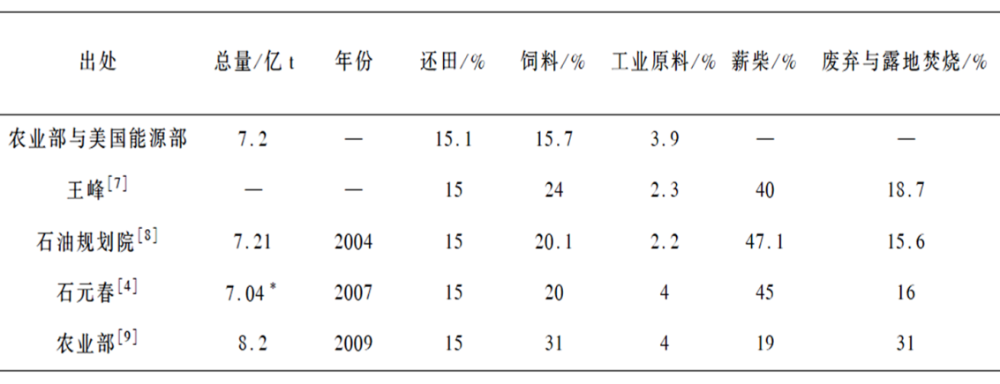 出处 总量/亿 t 年份 还田/% 饲料/% 工业原料/% 薪柴/% 废弃与露地焚烧/%
农业部与美国能源部 7.2 — 15.1 15.7 3.9 — —
王峰[7] — — 15 24 2.3 40 18.7
石油规划院[8] 7.21 2004 15 20.1 2.2 47.1 15.6
石元春[4] 7.04* 2007 15 20 4 45 16
农业部[9] 8.2 2009 15 31 4 19 31